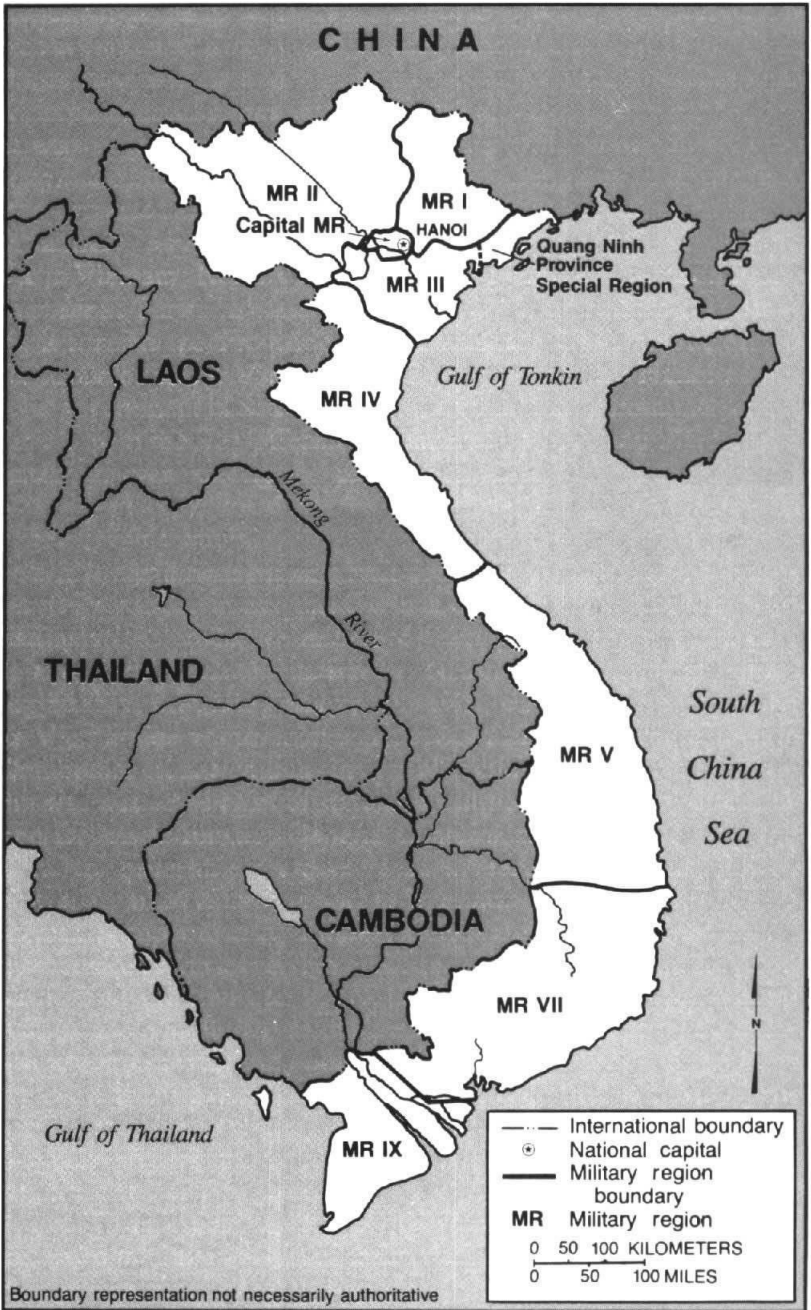 CHINA
MR II
MR I
Capital MR
HANOI
Quang Ninh
Province
Special Region
MR III
LAOS
Gulf of Tonkin
MR IV
Mekong
River
THAILAND
South
China
Sea
MR V
CAMBODIA
MR VII
N
Gulf of Thailand
MR IX
International boundary
National capital
Military region
boundary
MR Military region
0 50 100 KILOMETERS
0 50 100 MILES
Boundary representation not necessarily authoritative